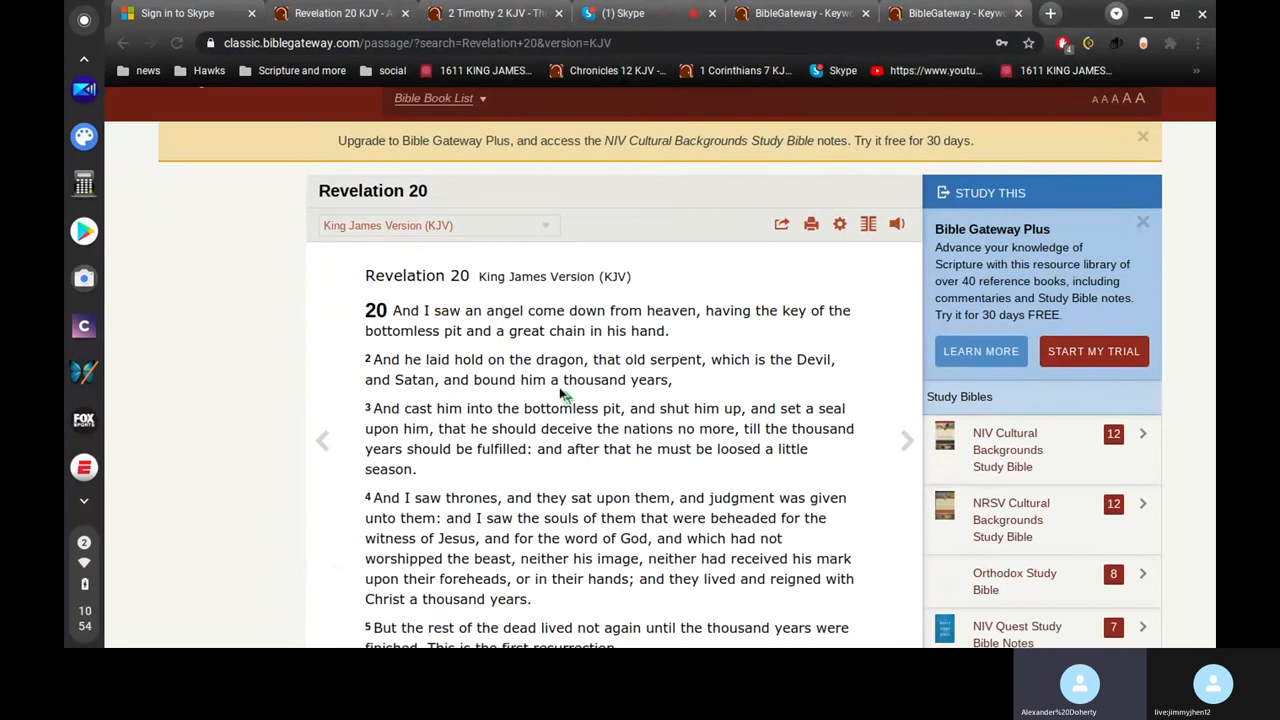 Sign in to Skype
Revelation 20 KJV - A
2 Timothy 2 KJV - Th
(1) Skype
BibleGateway - Keywo
BibleGateway - Keywo
classic.biblegateway.com/passage/?search=Revelation+20&version=KJV
4
news
Hawks
Scripture and more
social
1611 KING JAMES...
Chronicles 12 KJV -...
1 Corinthians 7 KJ...
Skype
https://www.youtu...
1611 KING JAMES...
»
Bible Book List
A A A A A
Upgrade to Bible Gateway Plus, and access the NIV Cultural Backgrounds Study Bible notes. Try it free for 30 days.
Revelation 20
King James Version (KJV)
Revelation 20 King James Version (KJV)
20 And I saw an angel come down from heaven, having the key of the
bottomless pit and a great chain in his hand.
2 And he laid hold on the dragon, that old serpent, which is the Devil,
and Satan, and bound him a thousand years,
3 And cast him into the bottomless pit, and shut him up, and set a seal
upon him, that he should deceive the nations no more, till the thousand
years should be fulfilled: and after that he must be loosed a little
season.
4 And I saw thrones, and they sat upon them, and judgment was given
unto them: and I saw the souls of them that were beheaded for the
witness of Jesus, and for the word of God, and which had not
worshipped the beast, neither his image, neither had received his mark
upon their foreheads, or in their hands; and they lived and reigned with
Christ a thousand years.
5 But the rest of the dead lived not again until the thousand years were
finished. This is the first resurrection.
STUDY THIS
Bible Gateway Plus
Advance your knowledge of
Scripture with this resource library of
over 40 reference books, including
commentaries and Study Bible notes.
Try it for 30 days FREE.
LEARN MORE
START MY TRIAL
Study Bibles
NIV Cultural
Backgrounds
Study Bible
12
NRSV Cultural
Backgrounds
Study Bible
12
Orthodox Study
Bible
8
NIV Quest Study
Bible Notes
7
C
FOX
SPORTS
E
2
10
54
Alexander%20Doherty
live:jimmyjhen12